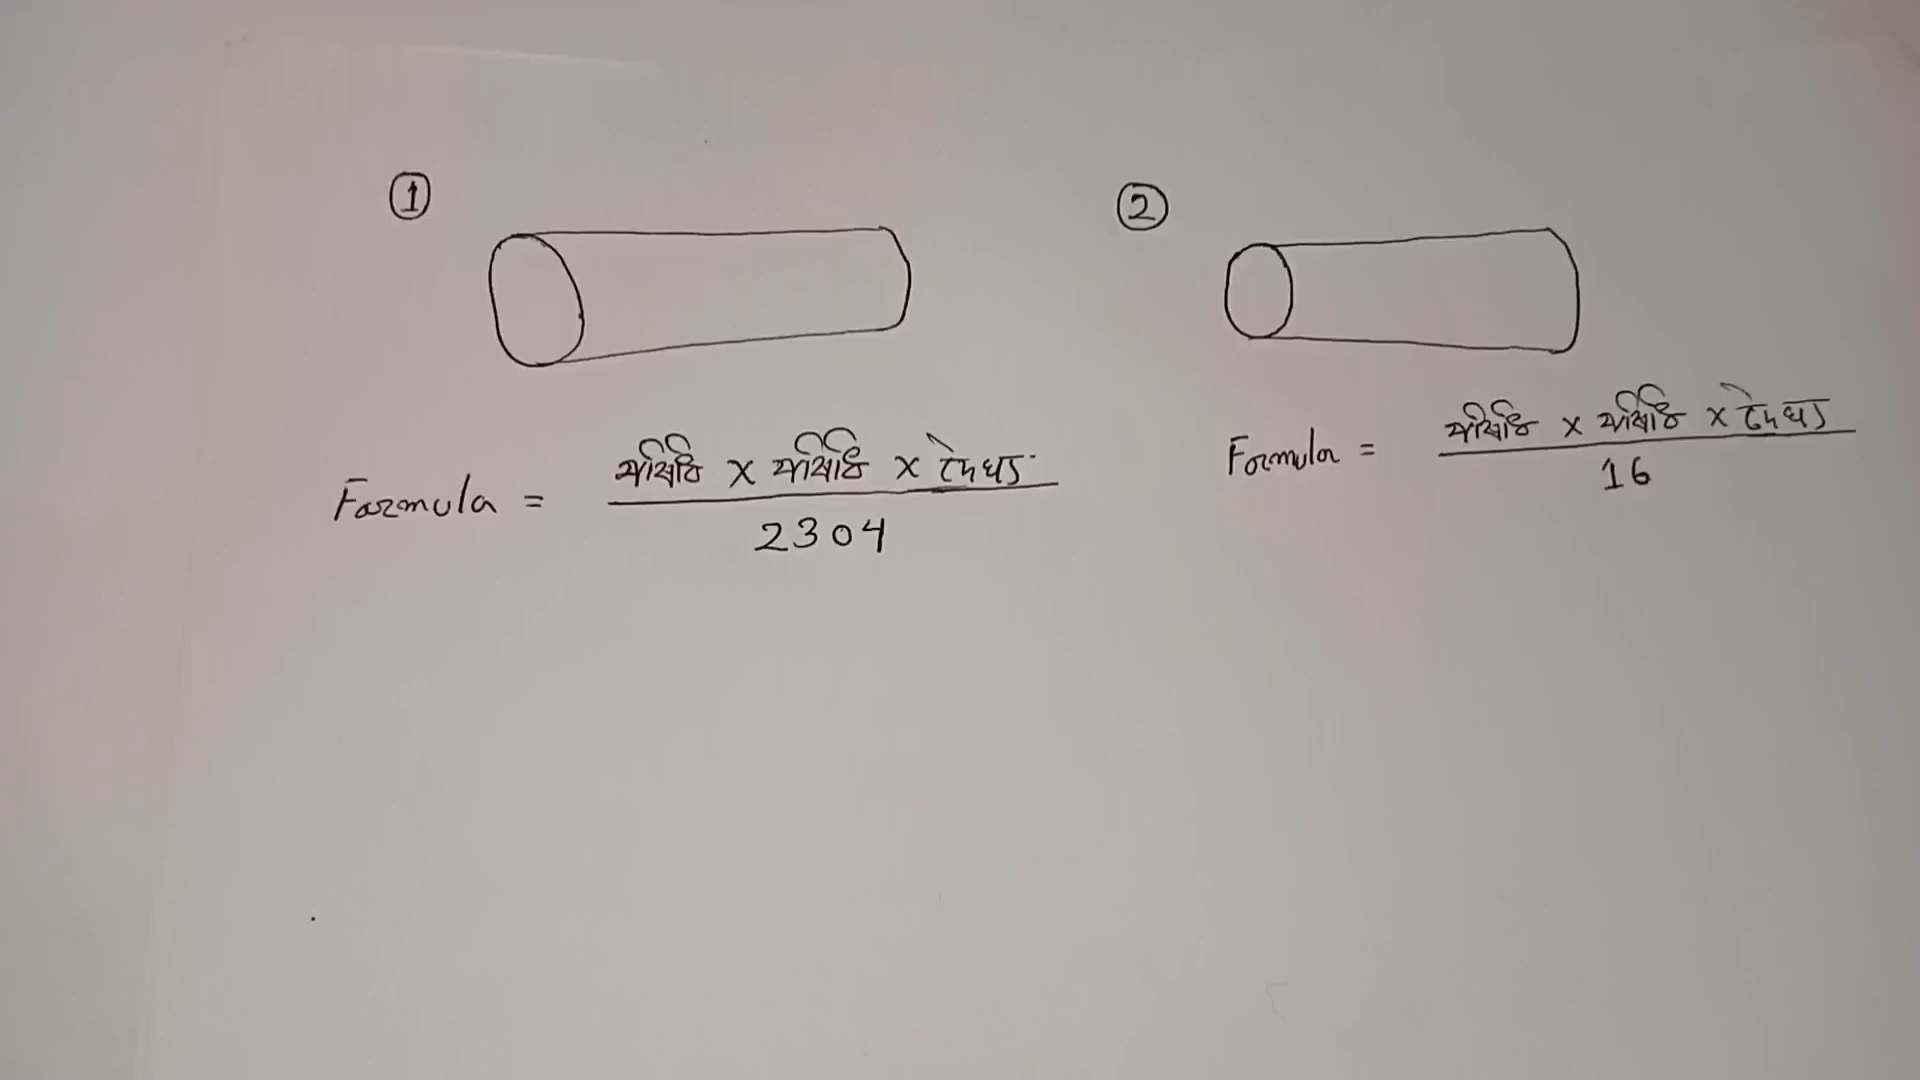 ①
②
Formula = পরিধি x পরিধি x দৈর্ঘ্য
2304
Formula = পরিধি x পরিধি x দৈর্ঘ্য
16